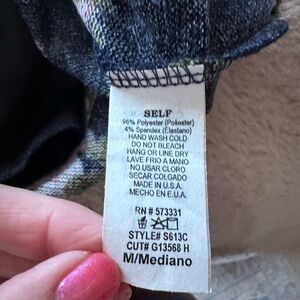 SELF
96% Polyester (Poliester)
4% Spandex (Elastano)
HAND WASH COLD
DO NOT BLEACH
HANG OR LINE DRY
LAVE FRIO A MANO
NO USAR CLORO
SECAR COLGADO
MADE IN U.S.A.
MECHO EN E.U.A.
RN # 573331
STYLE# S613C
CUT# G13568 H
M/Mediano